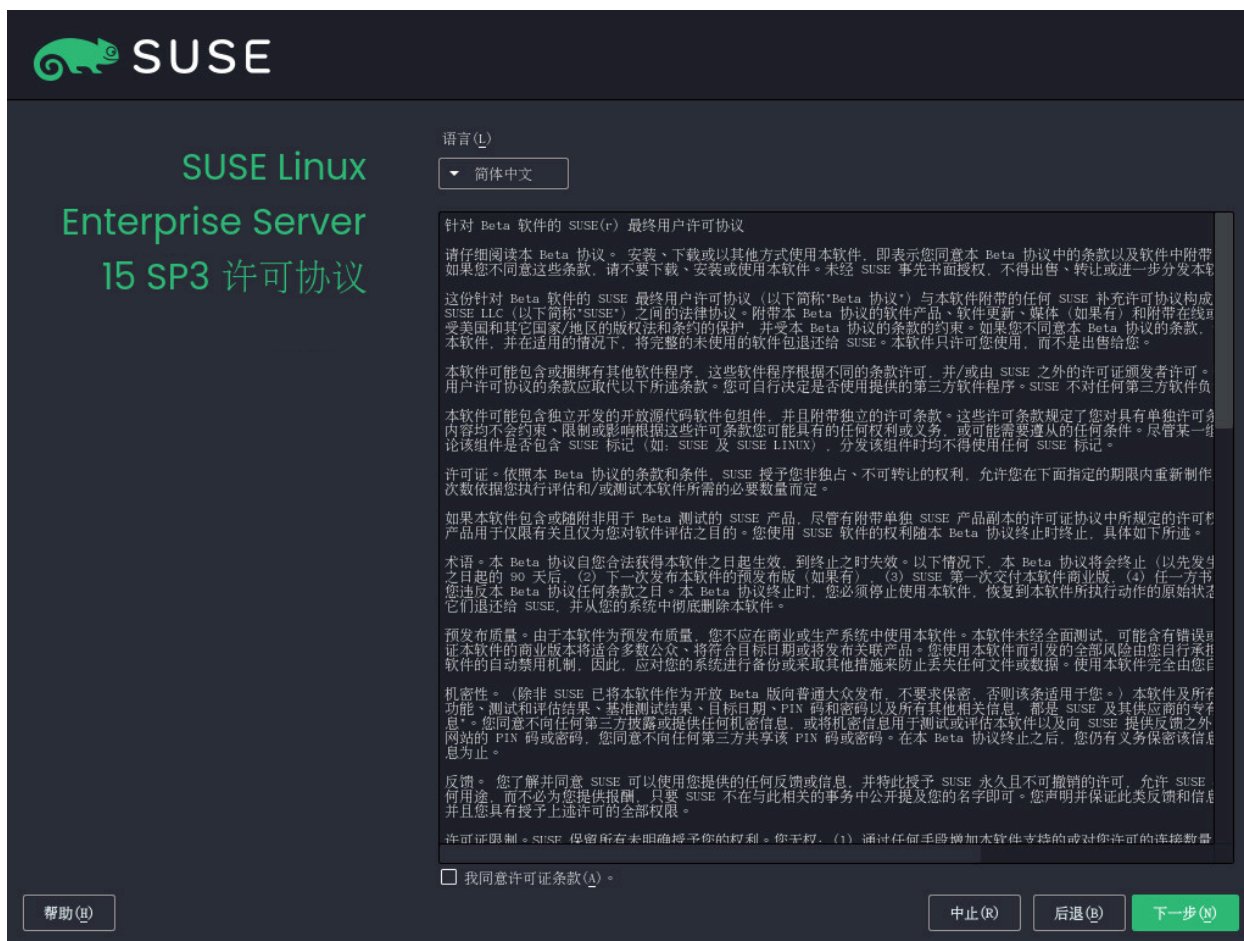 SUSE
SUSE Linux
Enterprise Server
15 SP3 许可协议
语言(L)
简体中文
针对 Beta 软件的 SUSE(r) 最终用户许可协议
请仔细阅读本 Beta 协议。 安装、下载或以其他方式使用本软件，即表示您同意本 Beta 协议中的条款以及软件中附带
如果您不同意这些条款，请不要下载、安装或使用本软件。未经 SUSE 事先书面授权，不得出售、转让或进一步分发本软
这份针对 Beta 软件的 SUSE 最终用户许可协议（以下简称"Beta 协议"）与本软件附带的任何 SUSE 补充许可协议构成
SUSE LLC（以下简称"SUSE"）之间的法律协议。附带本 Beta 协议的软件产品、软件更新、媒体（如果有）和附带在线或
受美国和其它国家/地区的版权法和条约的保护，并受本 Beta 协议的条款的约束。如果您不同意本 Beta 协议的条款，
本软件，并在适用的情况下，将完整的未使用的软件包退还给 SUSE。本软件只许可您使用，而不是出售给您。
本软件可能包含或捆绑有其他软件程序，这些软件程序根据不同的条款许可，并/或由 SUSE 之外的许可证颁发者许可。
用户许可协议的条款应取代以下所述条款。您可自行决定是否使用提供的第三方软件程序。SUSE 不对任何第三方软件负
本软件可能包含独立开发的开放源代码软件包组件，并且附带独立的许可条款。这些许可条款规定了您对具有单独许可条
内容均不会约束、限制或影响根据这些许可条款您可能具有的任何权利或义务，或可能需要遵从的任何条件。尽管某一组
论该组件是否包含 SUSE 标记（如: SUSE 及 SUSE LINUX），分发该组件时均不得使用任何 SUSE 标记。
许可证。依照本 Beta 协议的条款和条件，SUSE 授予您非独占、不可转让的权利，允许您在下面指定的期限内重新制作
次数依据您执行评估和/或测试本软件所需的必要数量而定。
如果本软件包含或随附非用于 Beta 测试的 SUSE 产品，尽管有附带单独 SUSE 产品副本的许可证协议中所规定的许可权
产品用于仅限有关且仅为您对软件评估之目的。您使用 SUSE 软件的权利随本 Beta 协议终止时终止，具体如下所述。
术语。本 Beta 协议自您合法获得本软件之日起生效，到终止之时失效。以下情况下，本 Beta 协议将会终止（以先发生
之日起的 90 天后，(2) 下一次发布本软件的预发布版（如果有），(3) SUSE 第一次交付本软件商业版，(4) 任一方书
您违反本 Beta 协议任何条款之日。本 Beta 协议终止时，您必须停止使用本软件，恢复到本软件所执行动作的原始状态
它们退还给 SUSE，并从您的系统中彻底删除本软件。
预发布质量。由于本软件为预发布质量，您不应在商业或生产系统中使用本软件。本软件未经全面测试，可能含有错误或
证本软件的商业版本将适合多数公众、将符合目标日期或将发布关联产品。您使用本软件而引发的全部风险由您自行承担
软件的自动禁用机制，因此，应对您的系统进行备份或采取其他措施来防止丢失任何文件或数据。使用本软件完全由您自
机密性。（除非 SUSE 已将本软件作为开放 Beta 版向普通大众发布，不要求保密，否则该条适用于您。）本软件及所有
功能、测试和评估结果、基准测试结果、目标日期、PIN 码和密码以及所有其他相关信息，都是 SUSE 及其供应商的专有
息"。您同意不向任何第三方披露或提供任何机密信息，或将机密信息用于测试或评估本软件以及向 SUSE 提供反馈之外
网站的 PIN 码或密码，您同意不向任何第三方共享该 PIN 码或密码。在本 Beta 协议终止之后，您仍有义务保密该信息
息为止。
反馈。 您了解并同意 SUSE 可以使用您提供的任何反馈或信息，并特此授予 SUSE 永久且不可撤销的许可，允许 SUSE
何用途，而不必为您提供报酬，只要 SUSE 不在与此相关的事务中公开提及您的名字即可。您声明并保证此类反馈和信息
并且您具有授予上述许可的全部权限。
许可证限制。SUSE 保留所有未明确授予您的权利。您无权: (1) 通过任何手段增加本软件支持的或对您许可的连接数量
我同意许可证条款(A)。
帮助(H)
中止(R)
后退(B)
下一步(N)